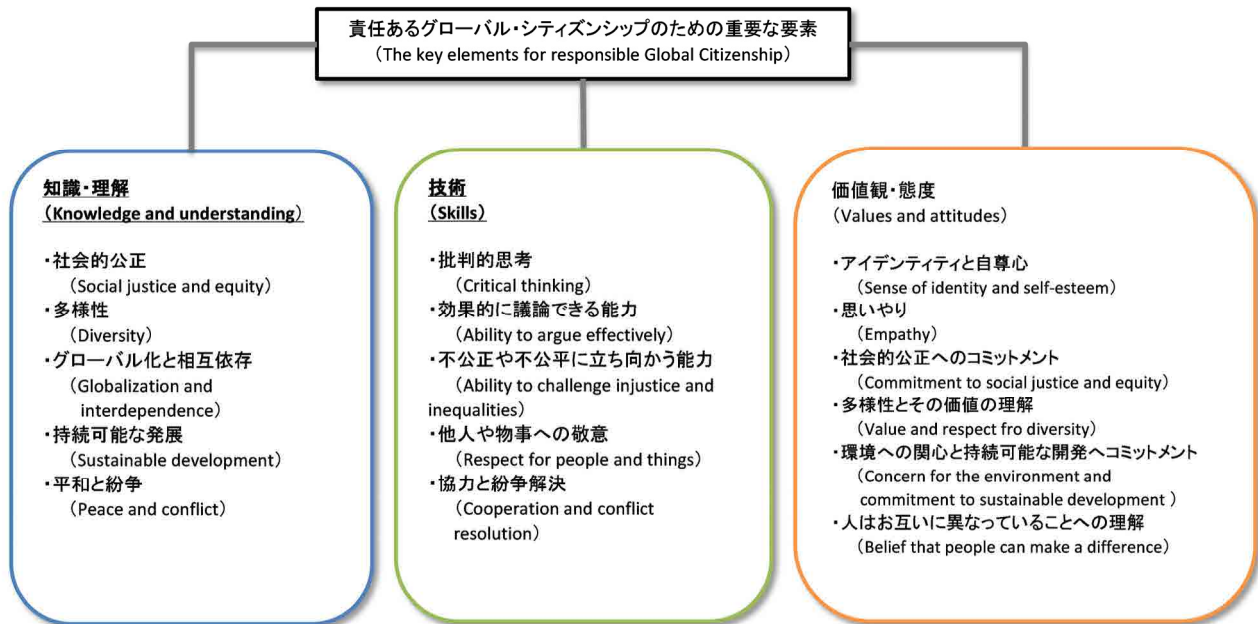 責任あるグローバル・シティズンシップのための重要な要素
(The key elements for responsible Global Citizenship)
知識・理解
(Knowledge and understanding)
・社会的公正
(Social justice and equity)
・多様性
(Diversity)
・グローバル化と相互依存
(Globalization and
interdependence)
・持続可能な発展
(Sustainable development)
・平和と紛争
(Peace and conflict)
技術
(Skills)
・批判的思考
(Critical thinking)
・効果的に議論できる能力
(Ability to argue effectively)
・不公正や不公平に立ち向かう能力
(Ability to challenge injustice and
inequalities)
・他人や物事への敬意
(Respect for people and things)
・協力と紛争解決
(Cooperation and conflict
resolution)
価値観・態度
(Values and attitudes)
・アイデンティティと自尊心
(Sense of identity and self-esteem)
・思いやり
(Empathy)
・社会的公正へのコミットメント
(Commitment to social justice and equity)
・多様性とその価値の理解
(Value and respect fro diversity)
・環境への関心と持続可能な開発へコミットメント
(Concern for the environment and
commitment to sustainable development )
・人はお互いに異なっていることへの理解
(Belief that people can make a difference)